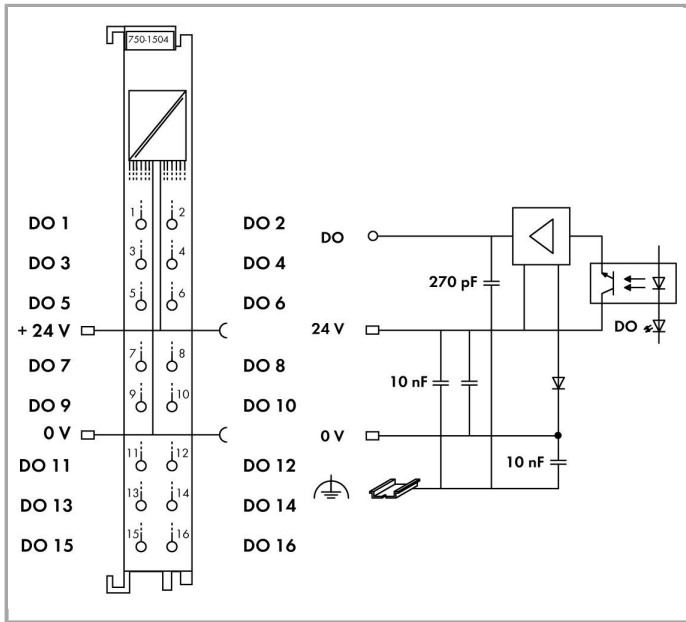 750-1504
1 2
DO 1 DO 2
3 4
DO 3 DO 4
5 6
DO 5 DO 6
+ 24 V
7 8
DO 7 DO 8
9 10
DO 9 DO 10
0 V
11 12
DO 11 DO 12
13 14
DO 13 DO 14
15 16
DO 15 DO 16
DO
270 pF
DO
24 V
10 nF
0 V
10 nF